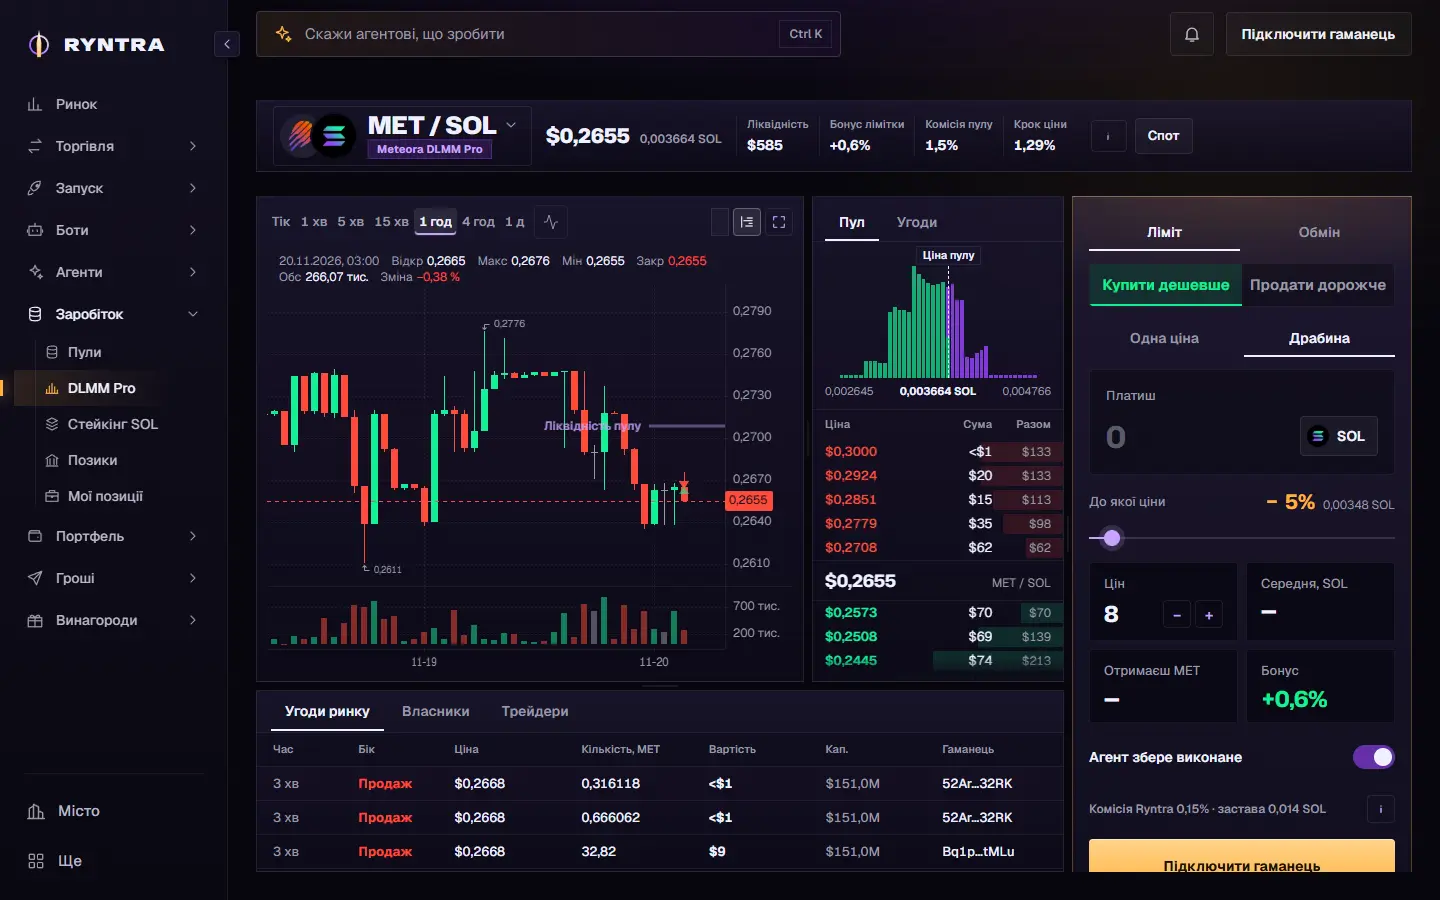 RYNTRA
Скажи агентові, що зробити
Ctrl K
Підключити гаманець
Ринок
Торгівля
Запуск
Боти
Агенти
Заробіток
Пули
DLMM Pro
Стейкінг SOL
Позики
Мої позиції
Портфель
Гроші
Винагороди
Місто
Ще
MET / SOL
Meteora DLMM Pro
$0,2655 0,003664 SOL
Ліквідність
$585
Бонус лімітки
+0,6%
Комісія пулу
1,5%
Крок ціни
1,29%
i
Спот
Тік 1 хв 5 хв 15 хв 1 год 4 год 1 д
20.11.2026, 03:00 Відкр 0,2665 Макс 0,2676 Мін 0,2655 Закр 0,2655
Обс 266,07 тис. Зміна −0,38 %
0,2776
0,2611
Ліквідність пулу
0,2790
0,2760
0,2730
0,2700
0,2670
0,2655
0,2640
0,2610
700 тис.
200 тис.
11-19 11-20
Пул Угоди
Ціна пулу
0,002645 0,003664 SOL 0,004766
Ціна Сума Разом
$0,3000 <$1 $133
$0,2924 $20 $133
$0,2851 $15 $113
$0,2779 $35 $98
$0,2708 $62 $62
$0,2655 MET / SOL
$0,2573 $70 $70
$0,2508 $69 $139
$0,2445 $74 $213
Угоди ринку Власники Трейдери
Час Бік Ціна Кількість, MET Вартість Кап. Гаманець
3 хв Продаж $0,2668 0,316118 <$1 $151,0M 52Ar…32RK
3 хв Продаж $0,2668 0,666062 <$1 $151,0M 52Ar…32RK
3 хв Продаж $0,2668 32,82 $9 $151,0M Bq1p…tMLu
Ліміт Обмін
Купити дешевше Продати дорожче
Одна ціна Драбина
Платиш
0 SOL
До якої ціни − 5% 0,00348 SOL
Цін
8 − +
Середня, SOL
—
Отримаєш MET
—
Бонус
+0,6%
Агент збере виконане
Комісія Ryntra 0,15% · застава 0,014 SOL i
Підключити гаманець